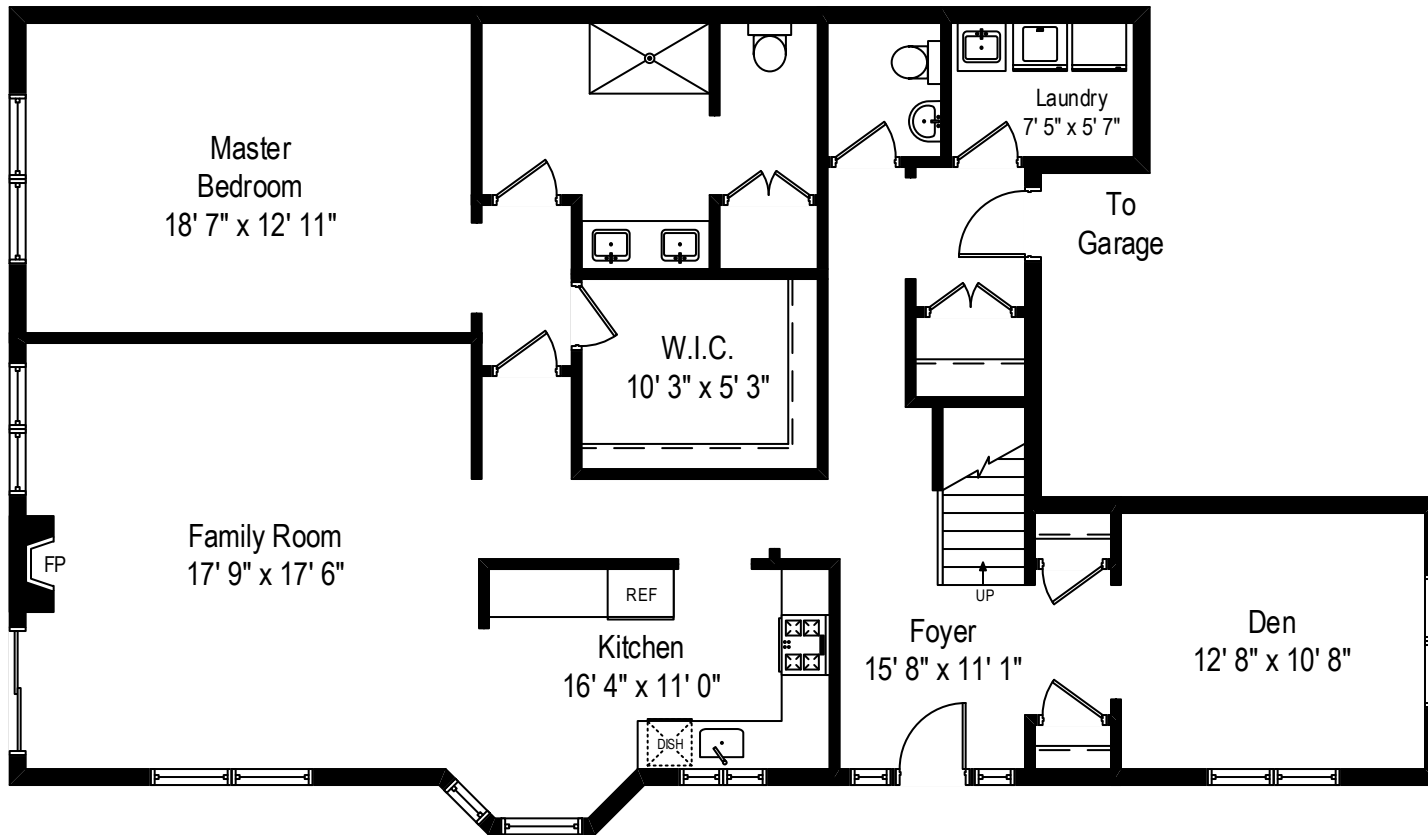 Master
Bedroom
18' 7" x 12' 11"
Laundry
7' 5" x 5' 7"
To
Garage
W.I.C.
10' 3" x 5' 3"
Family Room
17' 9" x 17' 6"
FP
REF
Kitchen
16' 4" x 11' 0"
DISH
UP
Foyer
15' 8" x 11' 1"
Den
12' 8" x 10' 8"